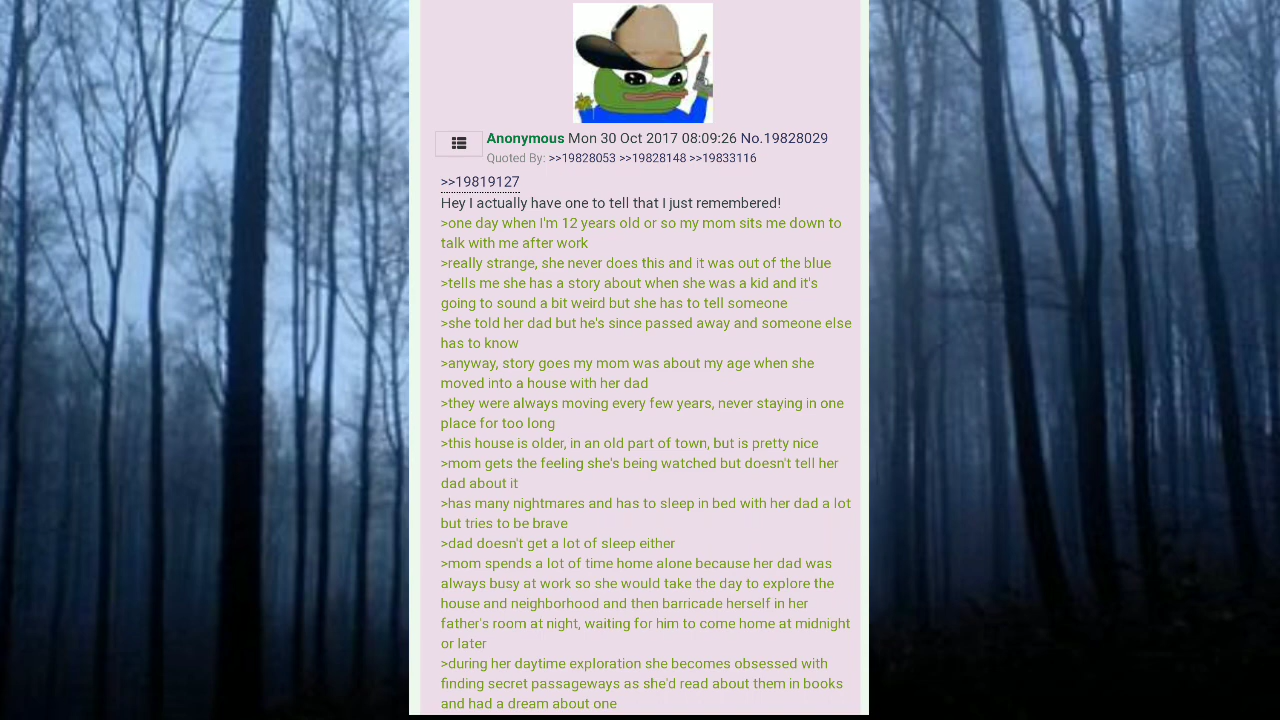 Anonymous Mon 30 Oct 2017 08:09:26 No.19828029
Quoted By: >>19828053 >>19828148 >>19833116
>>19819127
Hey I actually have one to tell that I just remembered!
>one day when I'm 12 years old or so my mom sits me down to
talk with me after work
>really strange, she never does this and it was out of the blue
>tells me she has a story about when she was a kid and it's
going to sound a bit weird but she has to tell someone
>she told her dad but he's since passed away and someone else
has to know
>anyway, story goes my mom was about my age when she
moved into a house with her dad
>they were always moving every few years, never staying in one
place for too long
>this house is older, in an old part of town, but is pretty nice
>mom gets the feeling she's being watched but doesn't tell her
dad about it
>has many nightmares and has to sleep in bed with her dad a lot
but tries to be brave
>dad doesn't get a lot of sleep either
>mom spends a lot of time home alone because her dad was
always busy at work so she would take the day to explore the
house and neighborhood and then barricade herself in her
father's room at night, waiting for him to come home at midnight
or later
>during her daytime exploration she becomes obsessed with
finding secret passageways as she'd read about them in books
and had a dream about one